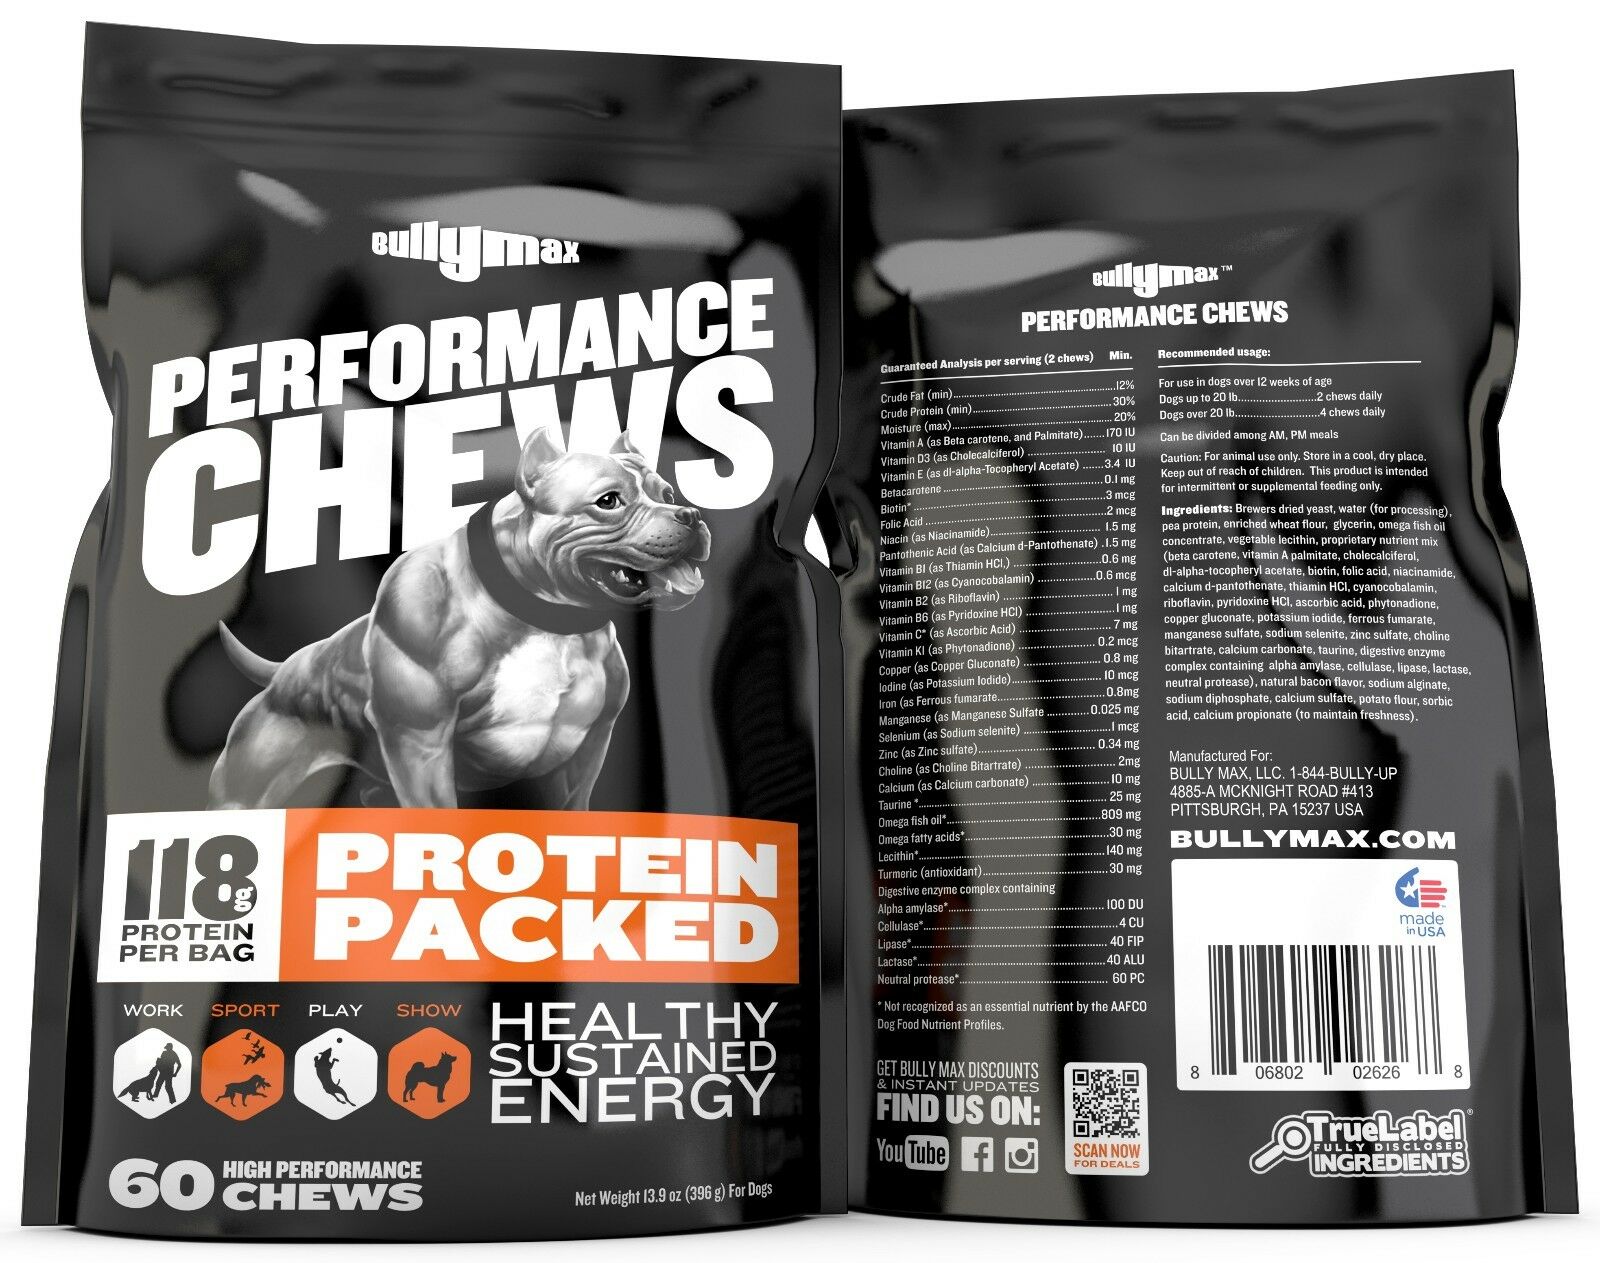 Bullymax
PERFORMANCE
CHEWS
118g
PROTEIN
PER BAG
PROTEIN
PACKED
WORK SPORT PLAY SHOW
HEALTHY
SUSTAINED
ENERGY
60 HIGH PERFORMANCE
CHEWS
Net Weight 13.9 oz (396 g) For Dogs
Bullymax™
PERFORMANCE CHEWS
Guaranteed Analysis per serving (2 chews) Min.
Crude Fat (min)....12%
Crude Protein (min)....30%
Moisture (max)....20%
Vitamin A (as Beta carotene, and Palmitate)....170 IU
Vitamin D3 (as Cholecalciferol)....10 IU
Vitamin E (as dl-alpha-Tocopheryl Acetate)....3.4 IU
Betacarotene....0.1 mg
Biotin*....3 mcg
Folic Acid....2 mcg
Niacin (as Niacinamide)....1.5 mg
Pantothenic Acid (as Calcium d-Pantothenate).1.5 mg
Vitamin B1 (as Thiamin HCl.)....0.6 mg
Vitamin B12 (as Cyanocobalamin)....0.6 mcg
Vitamin B2 (as Riboflavin)....1 mg
Vitamin B6 (as Pyridoxine HCl)....1 mg
Vitamin C* (as Ascorbic Acid)....7 mg
Vitamin K1 (as Phytonadione)....0.2 mcg
Copper (as Copper Gluconate)....0.8 mg
Iodine (as Potassium Iodide)....10 mcg
Iron (as Ferrous fumarate....0.8mg
Manganese (as Manganese Sulfate....0.025 mg
Selenium (as Sodium selenite)....1 mcg
Zinc (as Zinc sulfate)....0.34 mg
Choline (as Choline Bitartrate)....2mg
Calcium (as Calcium carbonate)....10 mg
Taurine *....25 mg
Omega fish oil*....809 mg
Omega fatty acids*....30 mg
Lecithin*....140 mg
Turmeric (antioxidant)....30 mg
Digestive enzyme complex containing
Alpha amylase*....100 DU
Cellulase*....4 CU
Lipase*....40 FIP
Lactase*....40 ALU
Neutral protease*....60 PC
* Not recognized as an essential nutrient by the AAFCO
Dog Food Nutrient Profiles.
GET BULLY MAX DISCOUNTS
& INSTANT UPDATES
FIND US ON:
YouTube
SCAN NOW
FOR DEALS
Recommended usage:
For use in dogs over 12 weeks of age
Dogs up to 20 lb....2 chews daily
Dogs over 20 lb....4 chews daily
Can be divided among AM, PM meals
Caution: For animal use only. Store in a cool, dry place.
Keep out of reach of children. This product is intended
for intermittent or supplemental feeding only.
Ingredients: Brewers dried yeast, water (for processing),
pea protein, enriched wheat flour, glycerin, omega fish oil
concentrate, vegetable lecithin, proprietary nutrient mix
(beta carotene, vitamin A palmitate, cholecalciferol,
dl-alpha-tocopheryl acetate, biotin, folic acid, niacinamide,
calcium d-pantothenate, thiamin HCl, cyanocobalamin,
riboflavin, pyridoxine HCl, ascorbic acid, phytonadione,
copper gluconate, potassium iodide, ferrous fumarate,
manganese sulfate, sodium selenite, zinc sulfate, choline
bitartrate, calcium carbonate, taurine, digestive enzyme
complex containing alpha amylase, cellulase, lipase, lactase,
neutral protease), natural bacon flavor, sodium alginate,
sodium diphosphate, calcium sulfate, potato flour, sorbic
acid, calcium propionate (to maintain freshness).
Manufactured For:
BULLY MAX, LLC. 1-844-BULLY-UP
4885-A MCKNIGHT ROAD #413
PITTSBURGH, PA 15237 USA
BULLYMAX.COM
made
in USA
8 06802 02626 8
TrueLabel®
FULLY DISCLOSED
INGREDIENTS